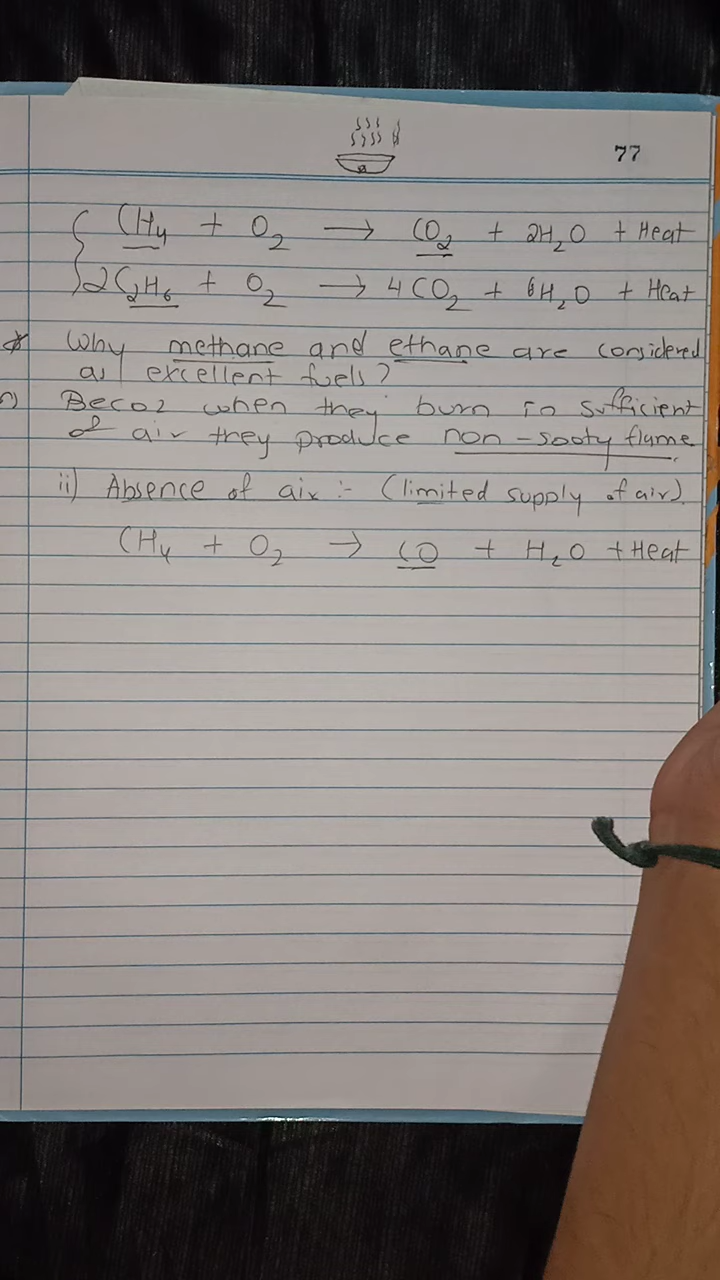 77
CH₄ + O₂ → CO₂ + 2H₂O + Heat
2C₂H₆ + O₂ → 4CO₂ + 6H₂O + Heat
* Why methane and ethane are considered
as excellent fuels?
Becoz when they burn in sufficient
of air they produce non-sooty flame.
ii) Absence of air :- (limited supply of air).
CH₄ + O₂ → CO + H₂O + Heat